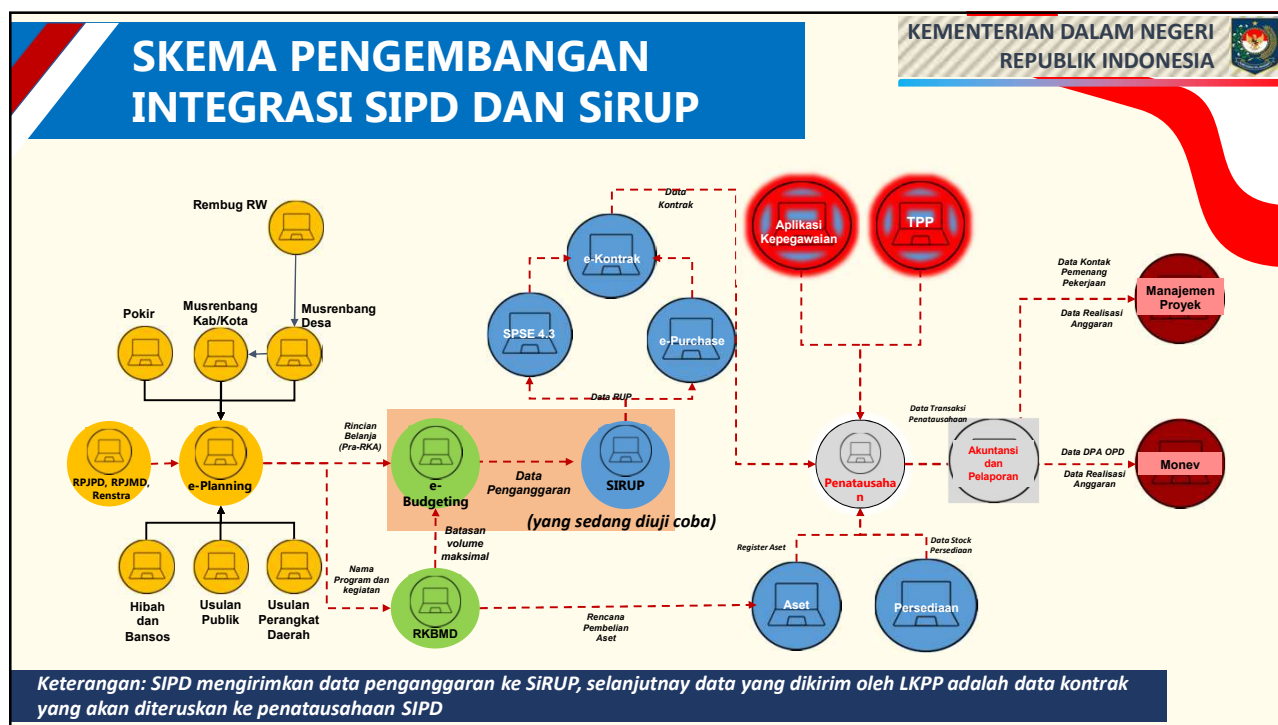 SKEMA PENGEMBANGAN
INTEGRASI SIPD DAN SiRUP
KEMENTERIAN DALAM NEGERI
REPUBLIK INDONESIA
Rembug RW
Pokir
Musrenbang
Kab/Kota
Musrenbang
Desa
RPJPD, RPJMD,
Renstra
e-Planning
Hibah
dan
Bansos
Usulan
Publik
Usulan
Perangkat
Daerah
Rincian
Belanja
(Pra-RKA)
Nama
Program dan
kegiatan
e-
Budgeting
Data
Penganggaran
SIRUP
(yang sedang diuji coba)
Batasan
volume
maksimal
RKBMD
Rencana
Pembelian
Aset
Data RUP
SPSE 4.3
e-Purchase
e-Kontrak
Data
Kontrak
Aplikasi
Kepegawaian
TPP
Penatausaha
n
Register Aset
Data Stock
Persediaan
Aset
Persediaan
Data Transaksi
Penatausahaan
Akuntansi
dan
Pelaporan
Data Kontak
Pemenang
Pekerjaan
Data Realisasi
Anggaran
Manajemen
Proyek
Data DPA OPD
Data Realisasi
Anggaran
Monev
Keterangan: SIPD mengirimkan data penganggaran ke SiRUP, selanjutnay data yang dikirim oleh LKPP adalah data kontrak
yang akan diteruskan ke penatausahaan SIPD